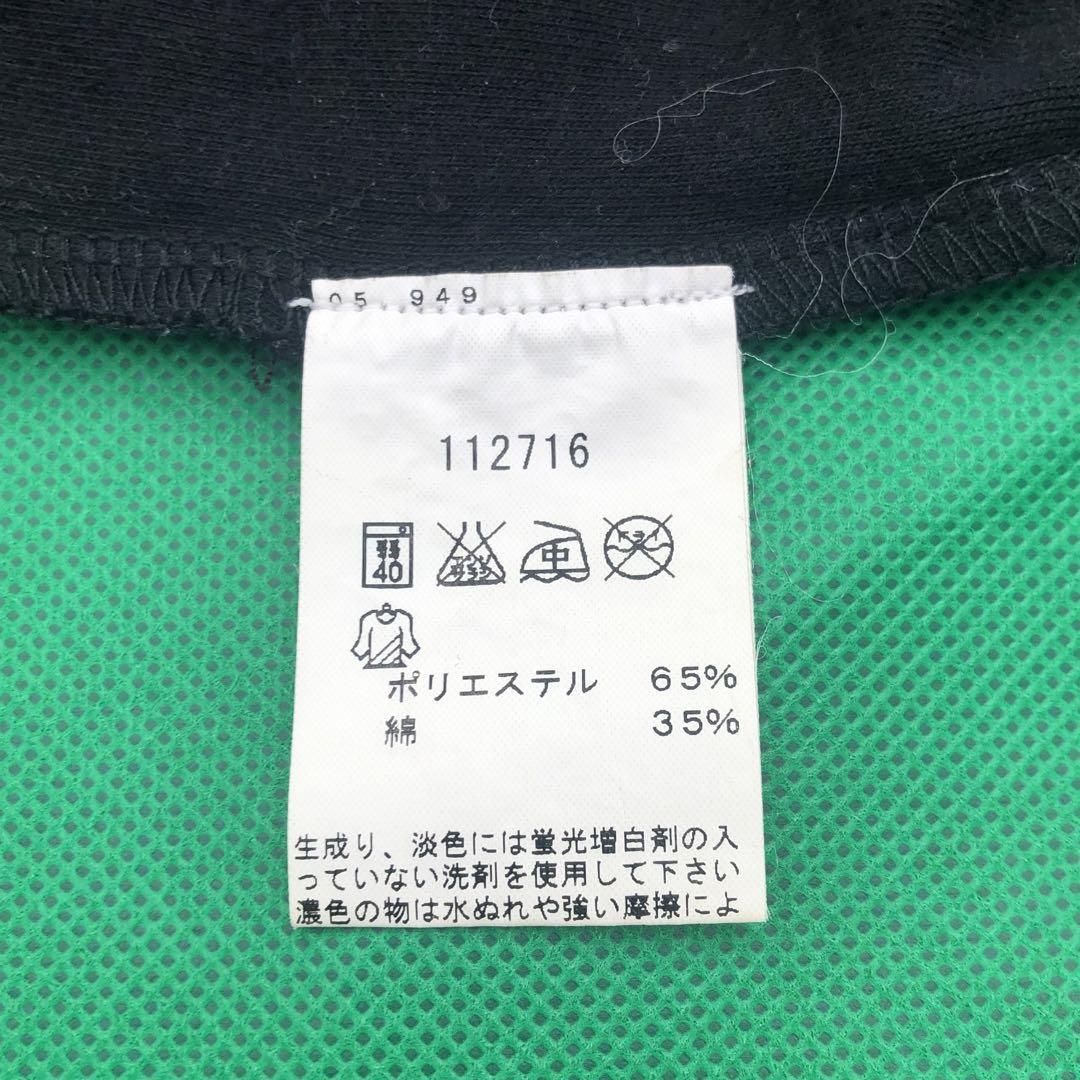 05 949
112716
40 中
ポリエステル 65%
綿 35%
生成り、淡色には蛍光増白剤の入
っていない洗剤を使用して下さい
濃色の物は水ぬれや強い摩擦によ